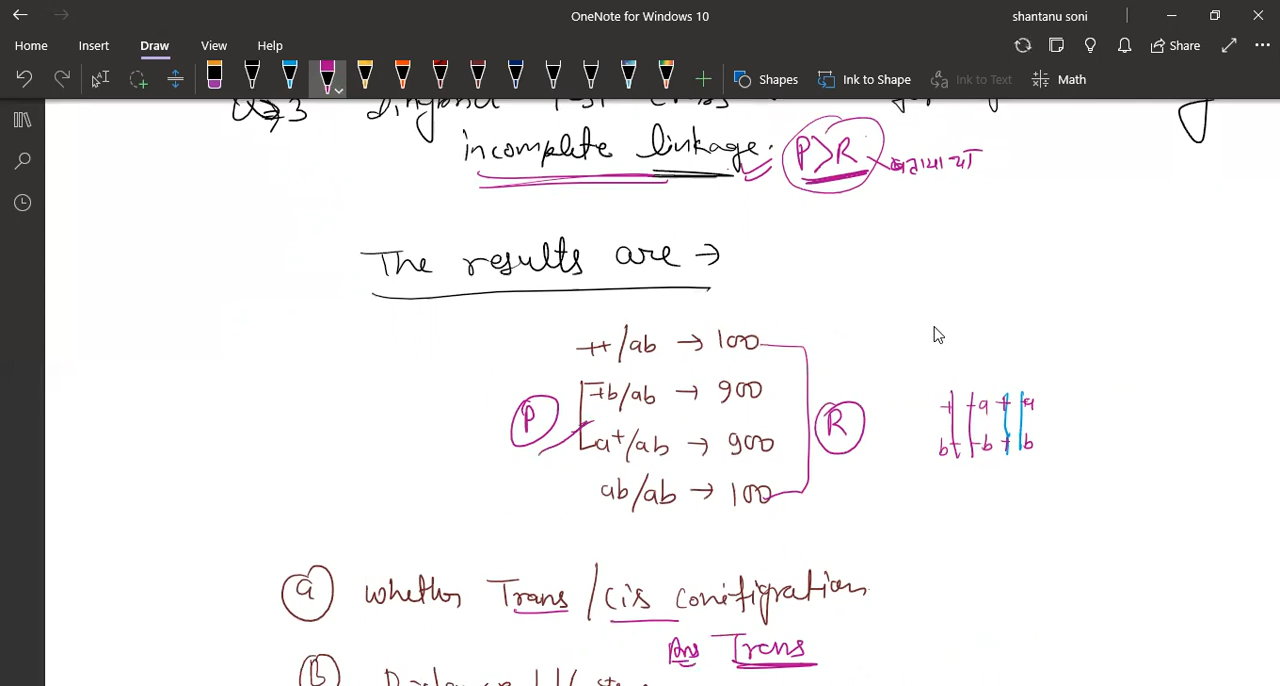 OneNote for Windows 10
shantanu soni
Home Insert Draw View Help
Share
Shapes Ink to Shape Ink to Text Math
incomplete linkage. P>R
The results are →
++/ab → 100
+b/ab → 900
P R
a+/ab → 900
ab/ab → 100
+ + a + a
b + b + b
a whether Trans/cis configration
Ans Trans
B